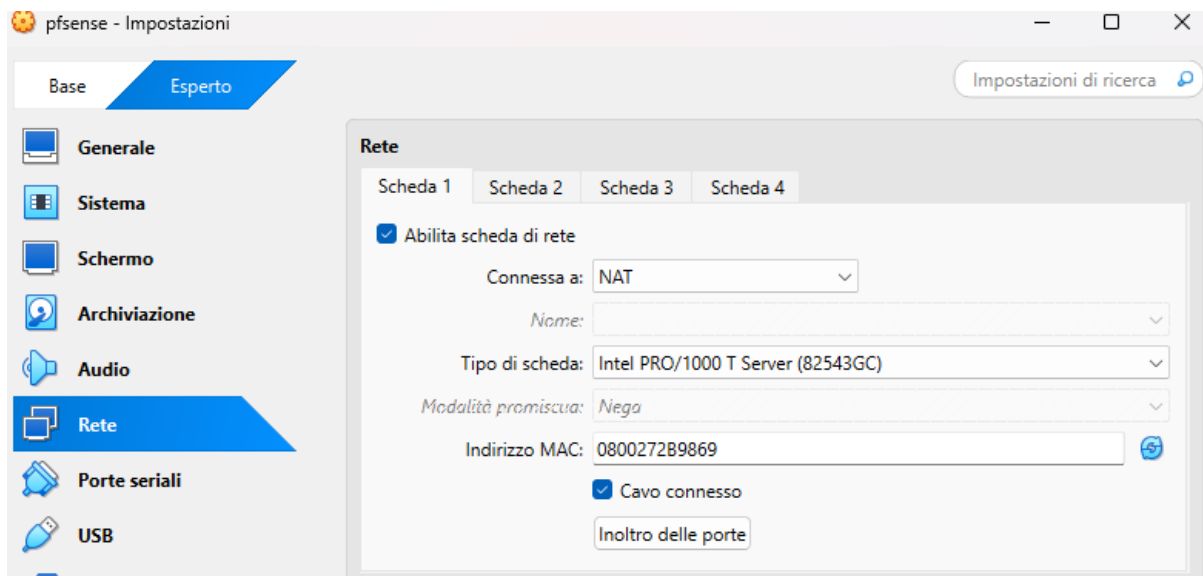 pfsense - Impostazioni
Base Esperto
Impostazioni di ricerca
Generale
Sistema
Schermo
Archiviazione
Audio
Rete
Porte seriali
USB
Rete
Scheda 1 Scheda 2 Scheda 3 Scheda 4
Abilita scheda di rete
Connessa a: NAT
Nome:
Tipo di scheda: Intel PRO/1000 T Server (82543GC)
Modalità promiscua: Nega
Indirizzo MAC: 0800272B9869
Cavo connesso
Inoltro delle porte